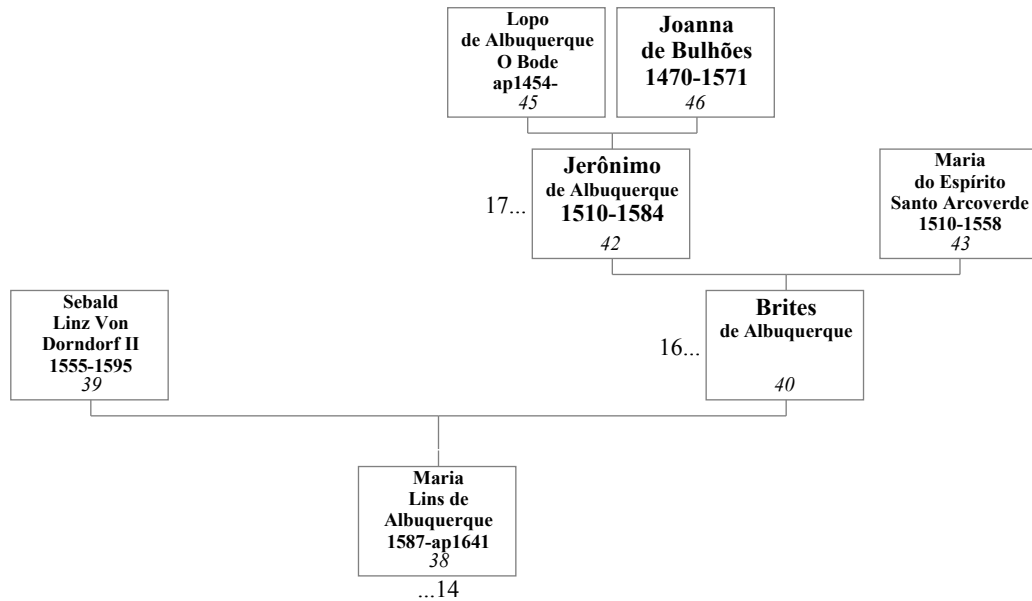 Lopo
de Albuquerque
O Bode
ap1454-
45
Joanna
de Bulhões
1470-1571
46
17...
Jerônimo
de Albuquerque
1510-1584
42
Maria
do Espírito
Santo Arcoverde
1510-1558
43
Sebald
Linz Von
Dorndorf II
1555-1595
39
16...
Brites
de Albuquerque
40
Maria
Lins de
Albuquerque
1587-ap1641
38
...14